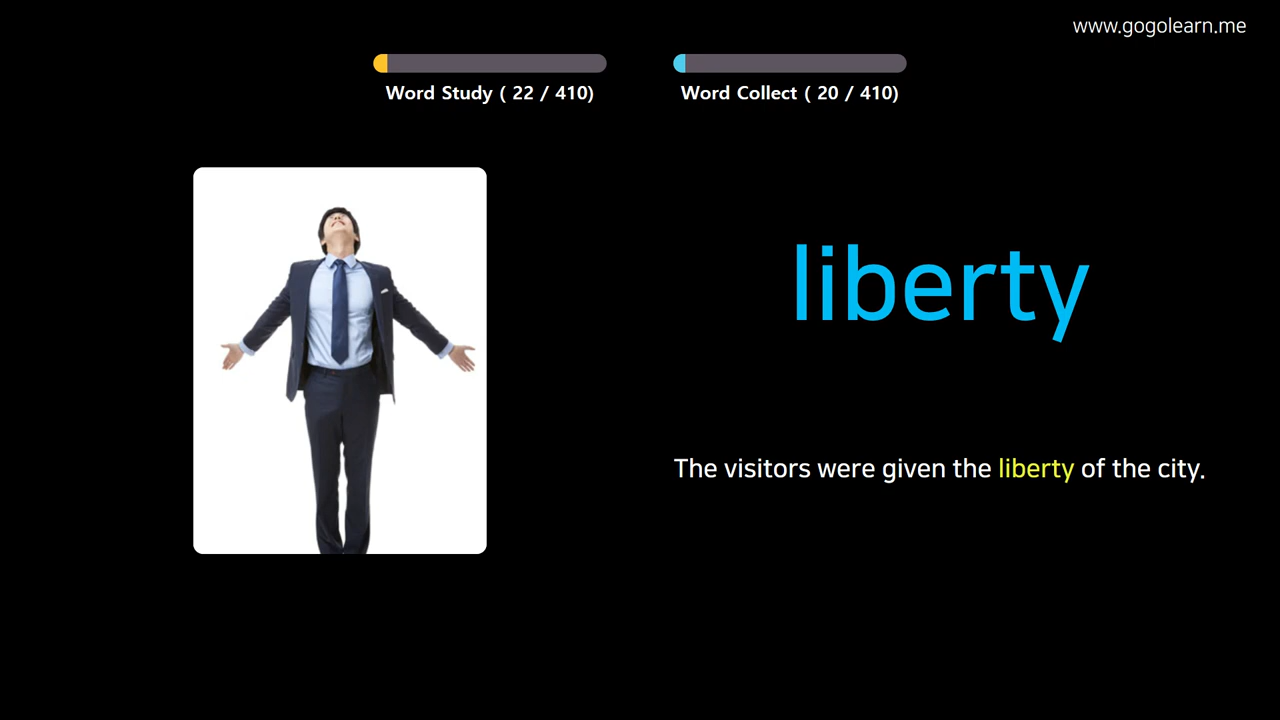 www.gogolearn.me
Word Study ( 22 / 410)
Word Collect ( 20 / 410)
liberty
The visitors were given the liberty of the city.